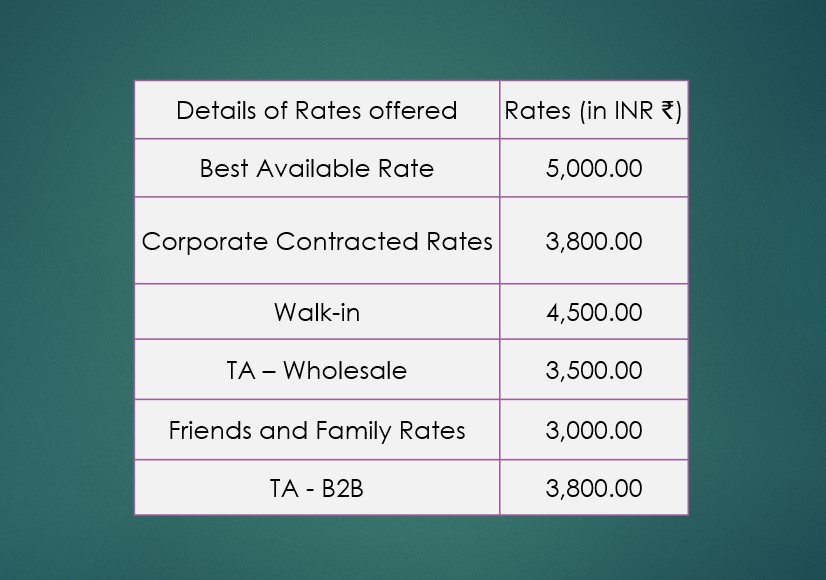 Details of Rates offered Rates (in INR ₹)
Best Available Rate 5,000.00
Corporate Contracted Rates 3,800.00
Walk-in 4,500.00
TA – Wholesale 3,500.00
Friends and Family Rates 3,000.00
TA - B2B 3,800.00